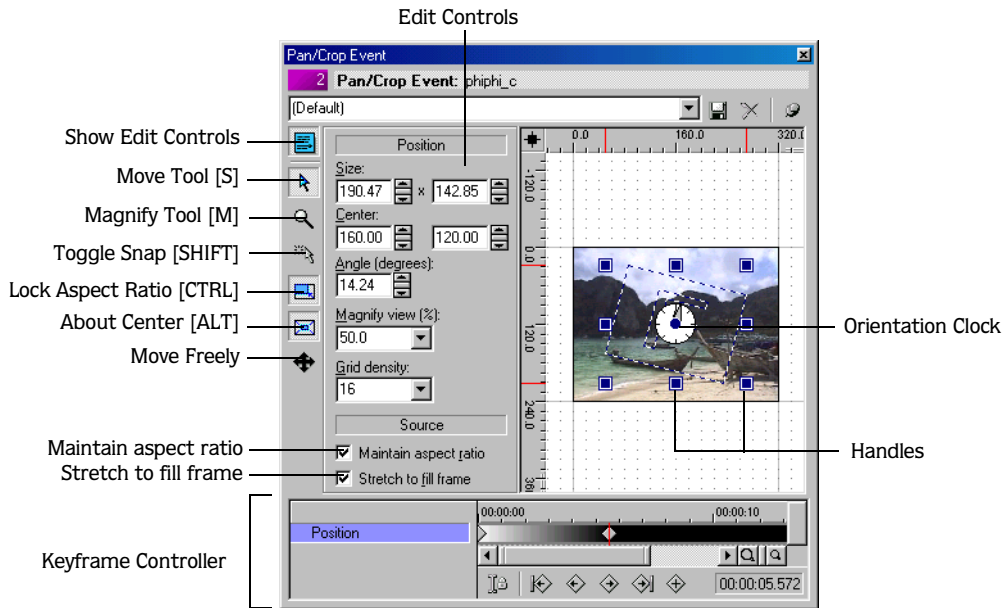 Edit Controls
Pan/Crop Event
2 Pan/Crop Event: phiphi_c
(Default)
Show Edit Controls
Move Tool [S]
Magnify Tool [M]
Toggle Snap [SHIFT]
Lock Aspect Ratio [CTRL]
About Center [ALT]
Move Freely
Maintain aspect ratio
Stretch to fill frame
Keyframe Controller
Position
Size:
190.47 x 142.85
Center:
160.00 120.00
Angle (degrees):
14.24
Magnify view (%):
50.0
Grid density:
16
Source
Maintain aspect ratio
Stretch to fill frame
0.0 160.0 320.0
-120.0
0.0
120.0
240.0
Orientation Clock
Handles
Position
00:00:00 00:00:10
00:00:05.572